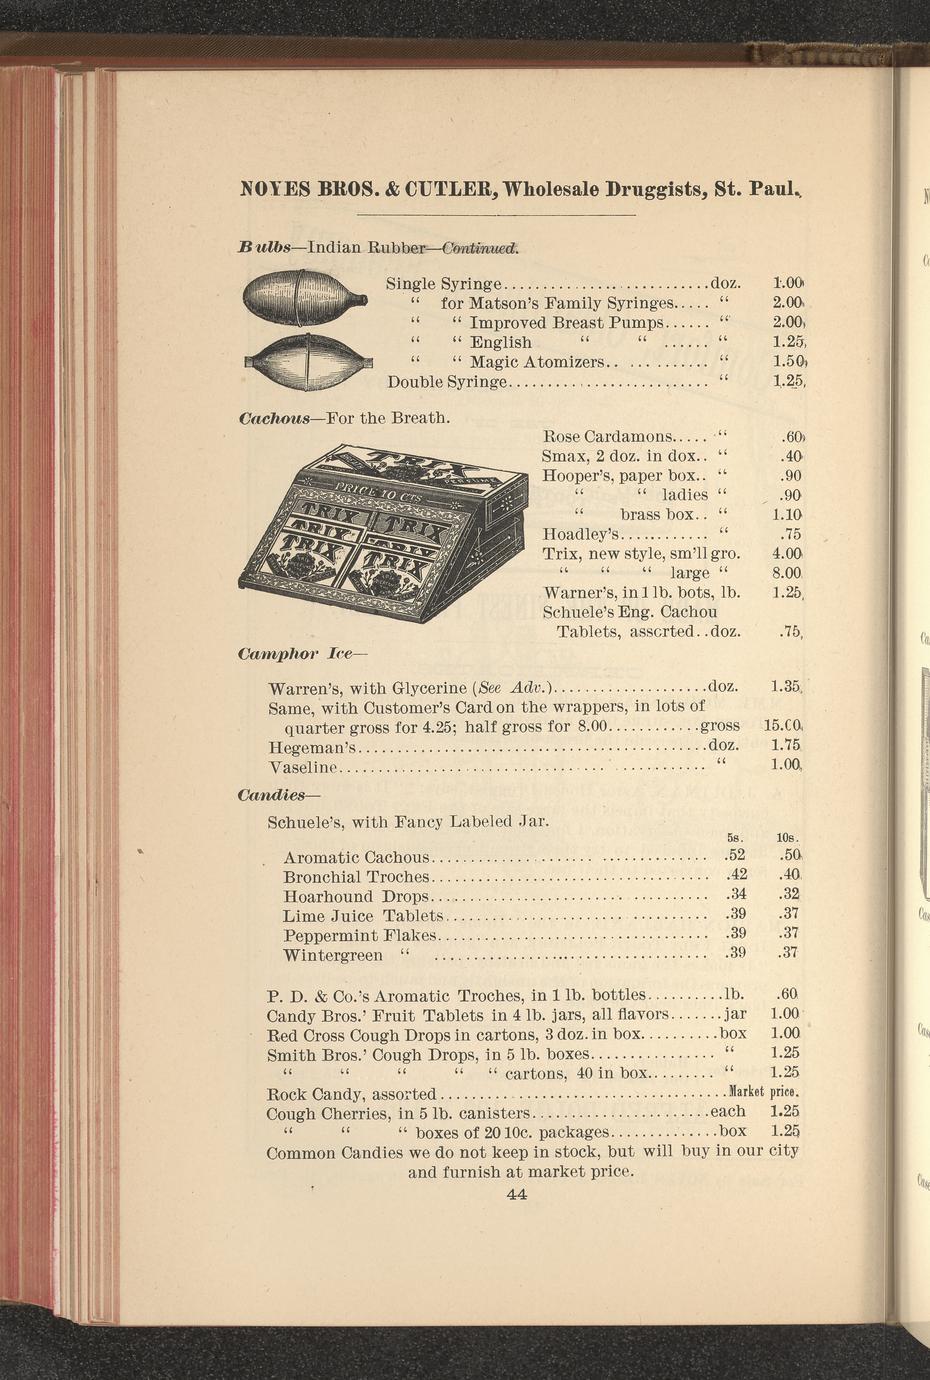 NOYES BROS. & CUTLER, Wholesale Druggists, St. Paul.
Bulbs—Indian Rubber—Continued.
Single Syringe..............................doz. 1.00
“ for Matson's Family Syringes..... “ 2.00
“ “ Improved Breast Pumps...... “ 2.00
“ “ English “ “ ...... “ 1.25
“ “ Magic Atomizers.. ........... “ 1.50
Double Syringe.......................... “ 1.25
Cachous—For the Breath.
Rose Cardamons..... “ .60
Smax, 2 doz. in dox.. “ .40
Hooper's, paper box.. “ .90
“ “ ladies “ .90
“ brass box.. “ 1.10
Hoadley's............ “ .75
Trix, new style, sm'll gro. 4.00
“ “ “ large “ 8.00
Warner's, in 1 lb. bots, lb. 1.25
Schuele's Eng. Cachou
Tablets, asscrted..doz. .75
TRIX
PERFUME
PRICE 10 CTS
TRIX TRIX
TRIX TRIX
TRIX TRIX
Camphor Ice—
Warren's, with Glycerine (See Adv.)....................doz. 1.35
Same, with Customer's Card on the wrappers, in lots of
quarter gross for 4.25; half gross for 8.00............gross 15.00
Hegeman's.............................................doz. 1.75
Vaseline............................................... “ 1.00
Candies—
Schuele's, with Fancy Labeled Jar.
5s. 10s.
Aromatic Cachous.................................... .52 .50
Bronchial Troches.................................... .42 .40
Hoarhound Drops.................................... .34 .32
Lime Juice Tablets.................................. .39 .37
Peppermint Flakes................................... .39 .37
Wintergreen “ ................................... .39 .37
P. D. & Co.'s Aromatic Troches, in 1 lb. bottles..........lb. .60
Candy Bros.' Fruit Tablets in 4 lb. jars, all flavors.......jar 1.00
Red Cross Cough Drops in cartons, 3 doz. in box..........box 1.00
Smith Bros.' Cough Drops, in 5 lb. boxes................ “ 1.25
“ “ “ “ “ cartons, 40 in box......... “ 1.25
Rock Candy, assorted.....................................Market price.
Cough Cherries, in 5 lb. canisters.......................each 1.25
“ “ “ boxes of 20 10c. packages..............box 1.25
Common Candies we do not keep in stock, but will buy in our city
and furnish at market price.
44